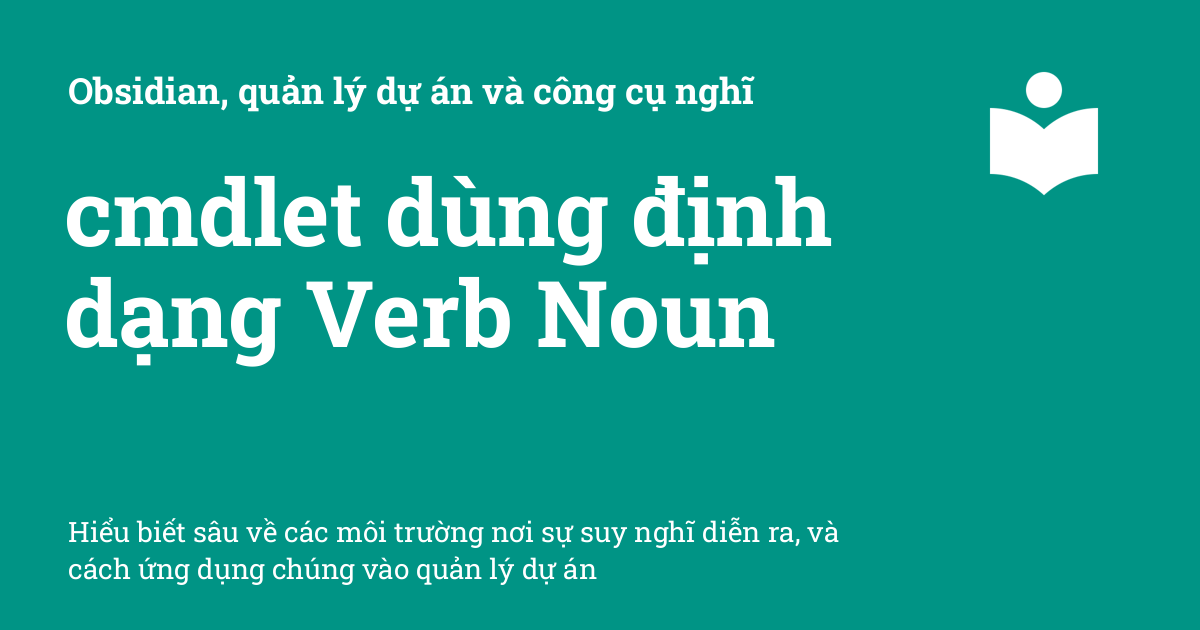 Obsidian, quản lý dự án và công cụ nghĩ
cmdlet dùng định
dạng Verb Noun
Hiểu biết sâu về các môi trường nơi sự suy nghĩ diễn ra, và
cách ứng dụng chúng vào quản lý dự án